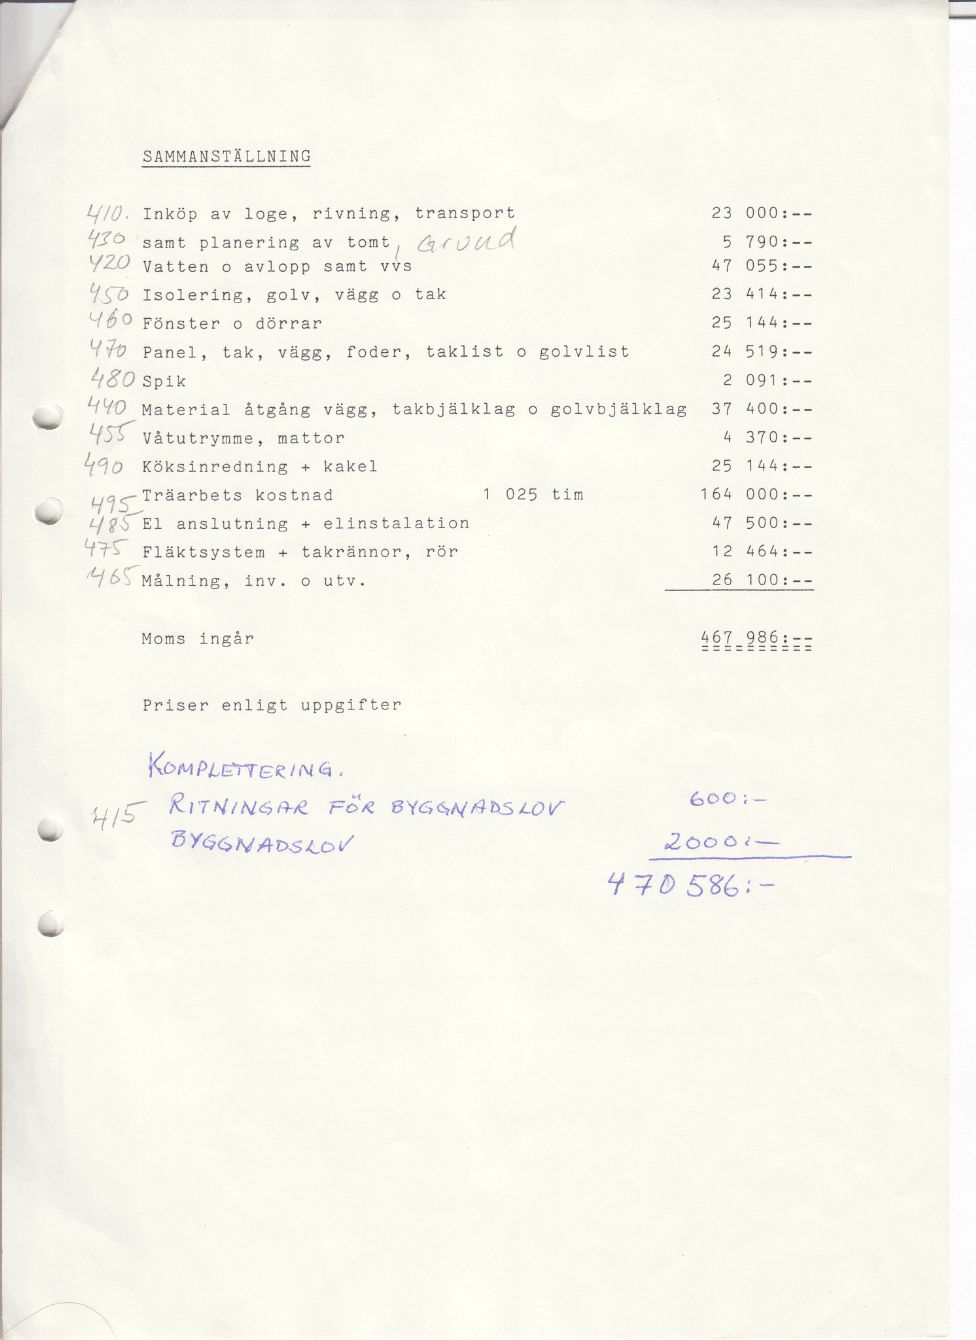 SAMMANSTÄLLNING
410. Inköp av loge, rivning, transport 23 000:--
430 samt planering av tomt, Grund 5 790:--
420 Vatten o avlopp samt vvs 47 055:--
450 Isolering, golv, vägg o tak 23 414:--
460 Fönster o dörrar 25 144:--
470 Panel, tak, vägg, foder, taklist o golvlist 24 519:--
480 Spik 2 091:--
440 Material åtgång vägg, takbjälklag o golvbjälklag 37 400:--
455 Våtutrymme, mattor 4 370:--
490 Köksinredning + kakel 25 144:--
495 Träarbets kostnad 1 025 tim 164 000:--
485 El anslutning + elinstalation 47 500:--
475 Fläktsystem + takrännor, rör 12 464:--
465 Målning, inv. o utv. 26 100:--
Moms ingår 467 986:--
Priser enligt uppgifter
KOMPLETTERING.
415 RITNINGAR FÖR BYGGNADSLOV 600:-
BYGGNADSLOV 2000:-
470 586:-